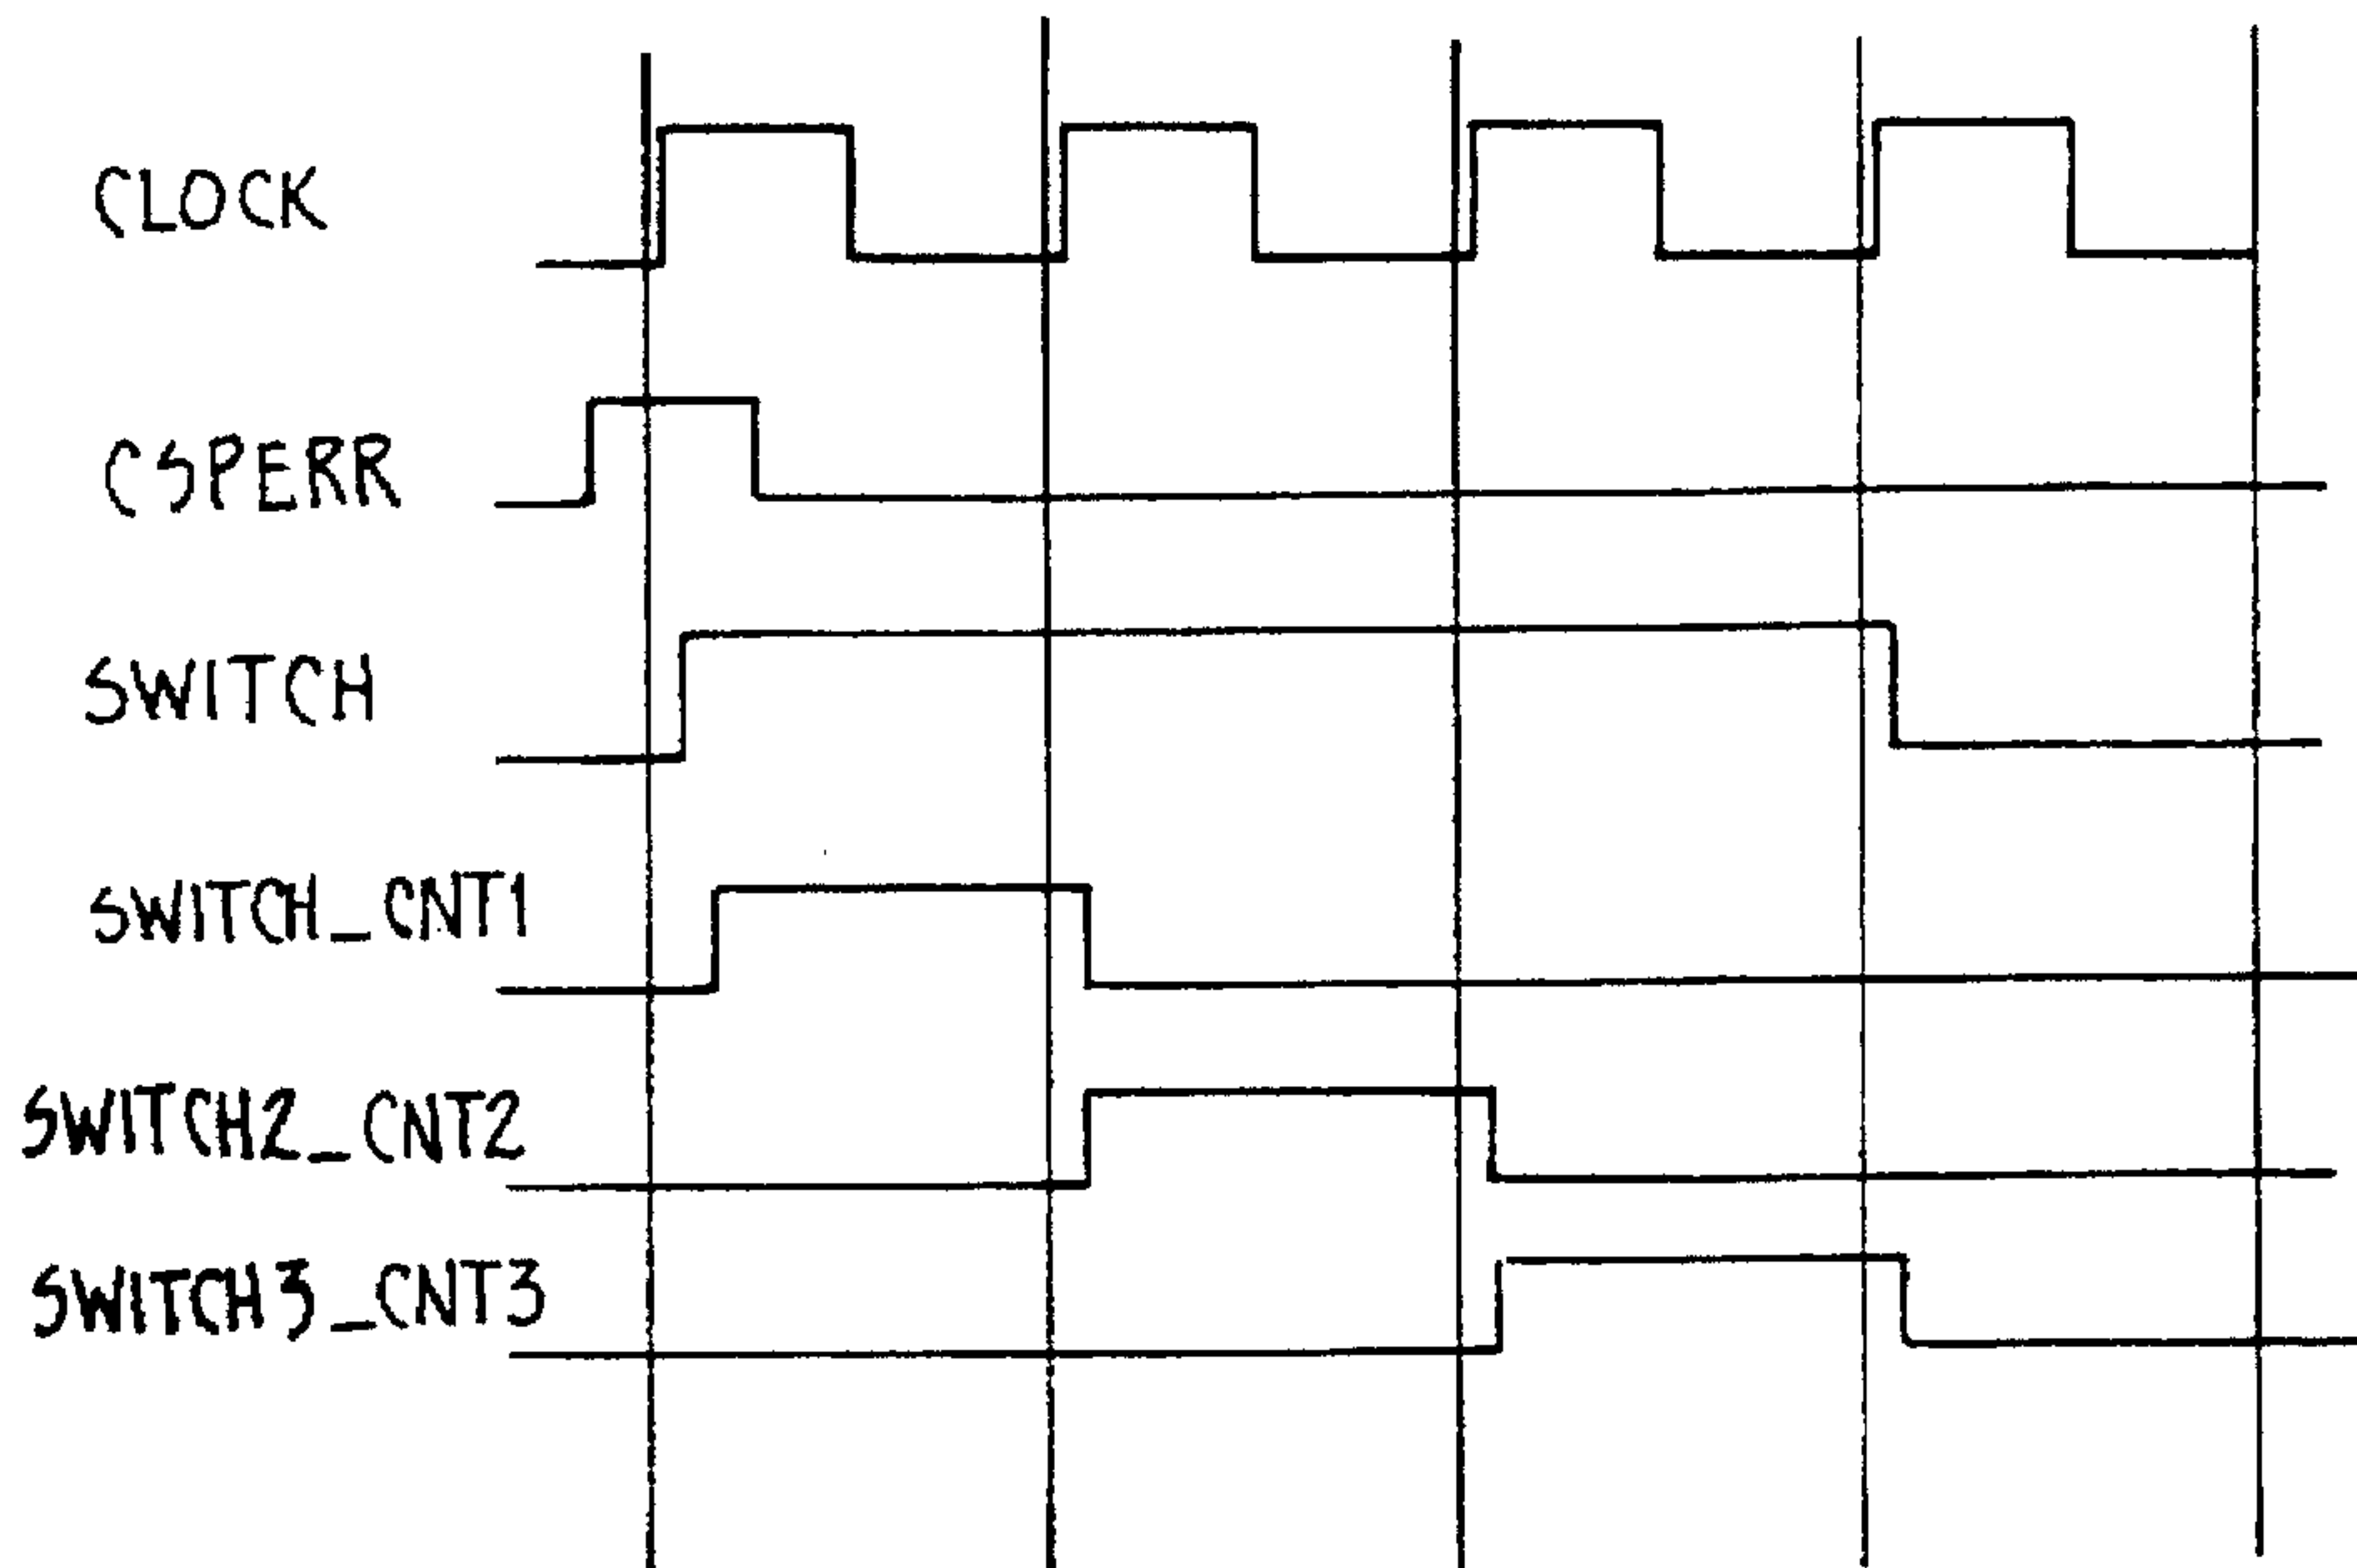 CLOCK
CSPERR
SWITCH
SWITCH_CNT1
SWITCH2_CNT2
SWITCH3_CNT3